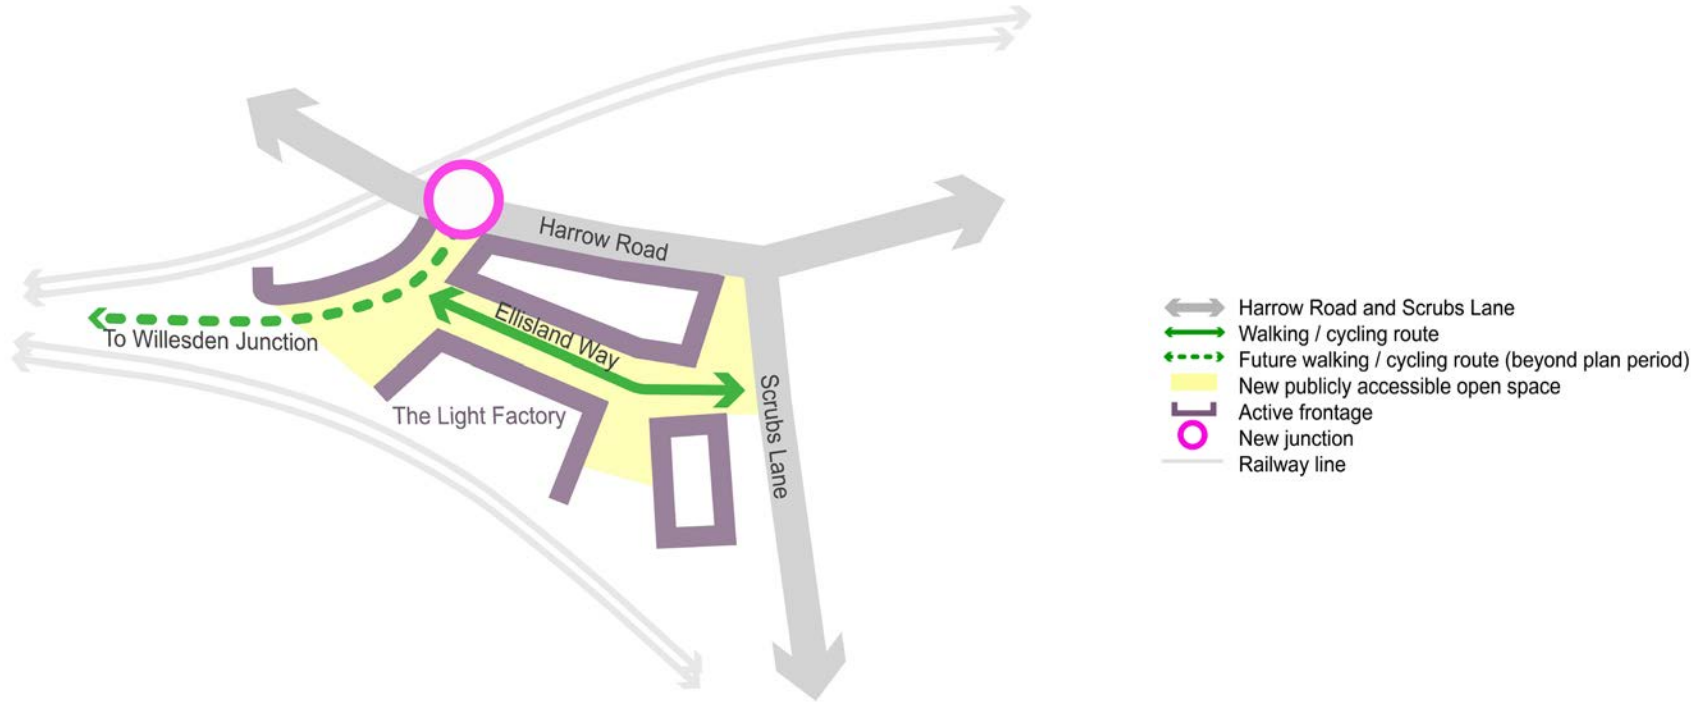 Harrow Road
Ellisland Way
To Willesden Junction
The Light Factory
Scrubs Lane
Harrow Road and Scrubs Lane
Walking / cycling route
Future walking / cycling route (beyond plan period)
New publicly accessible open space
Active frontage
New junction
Railway line